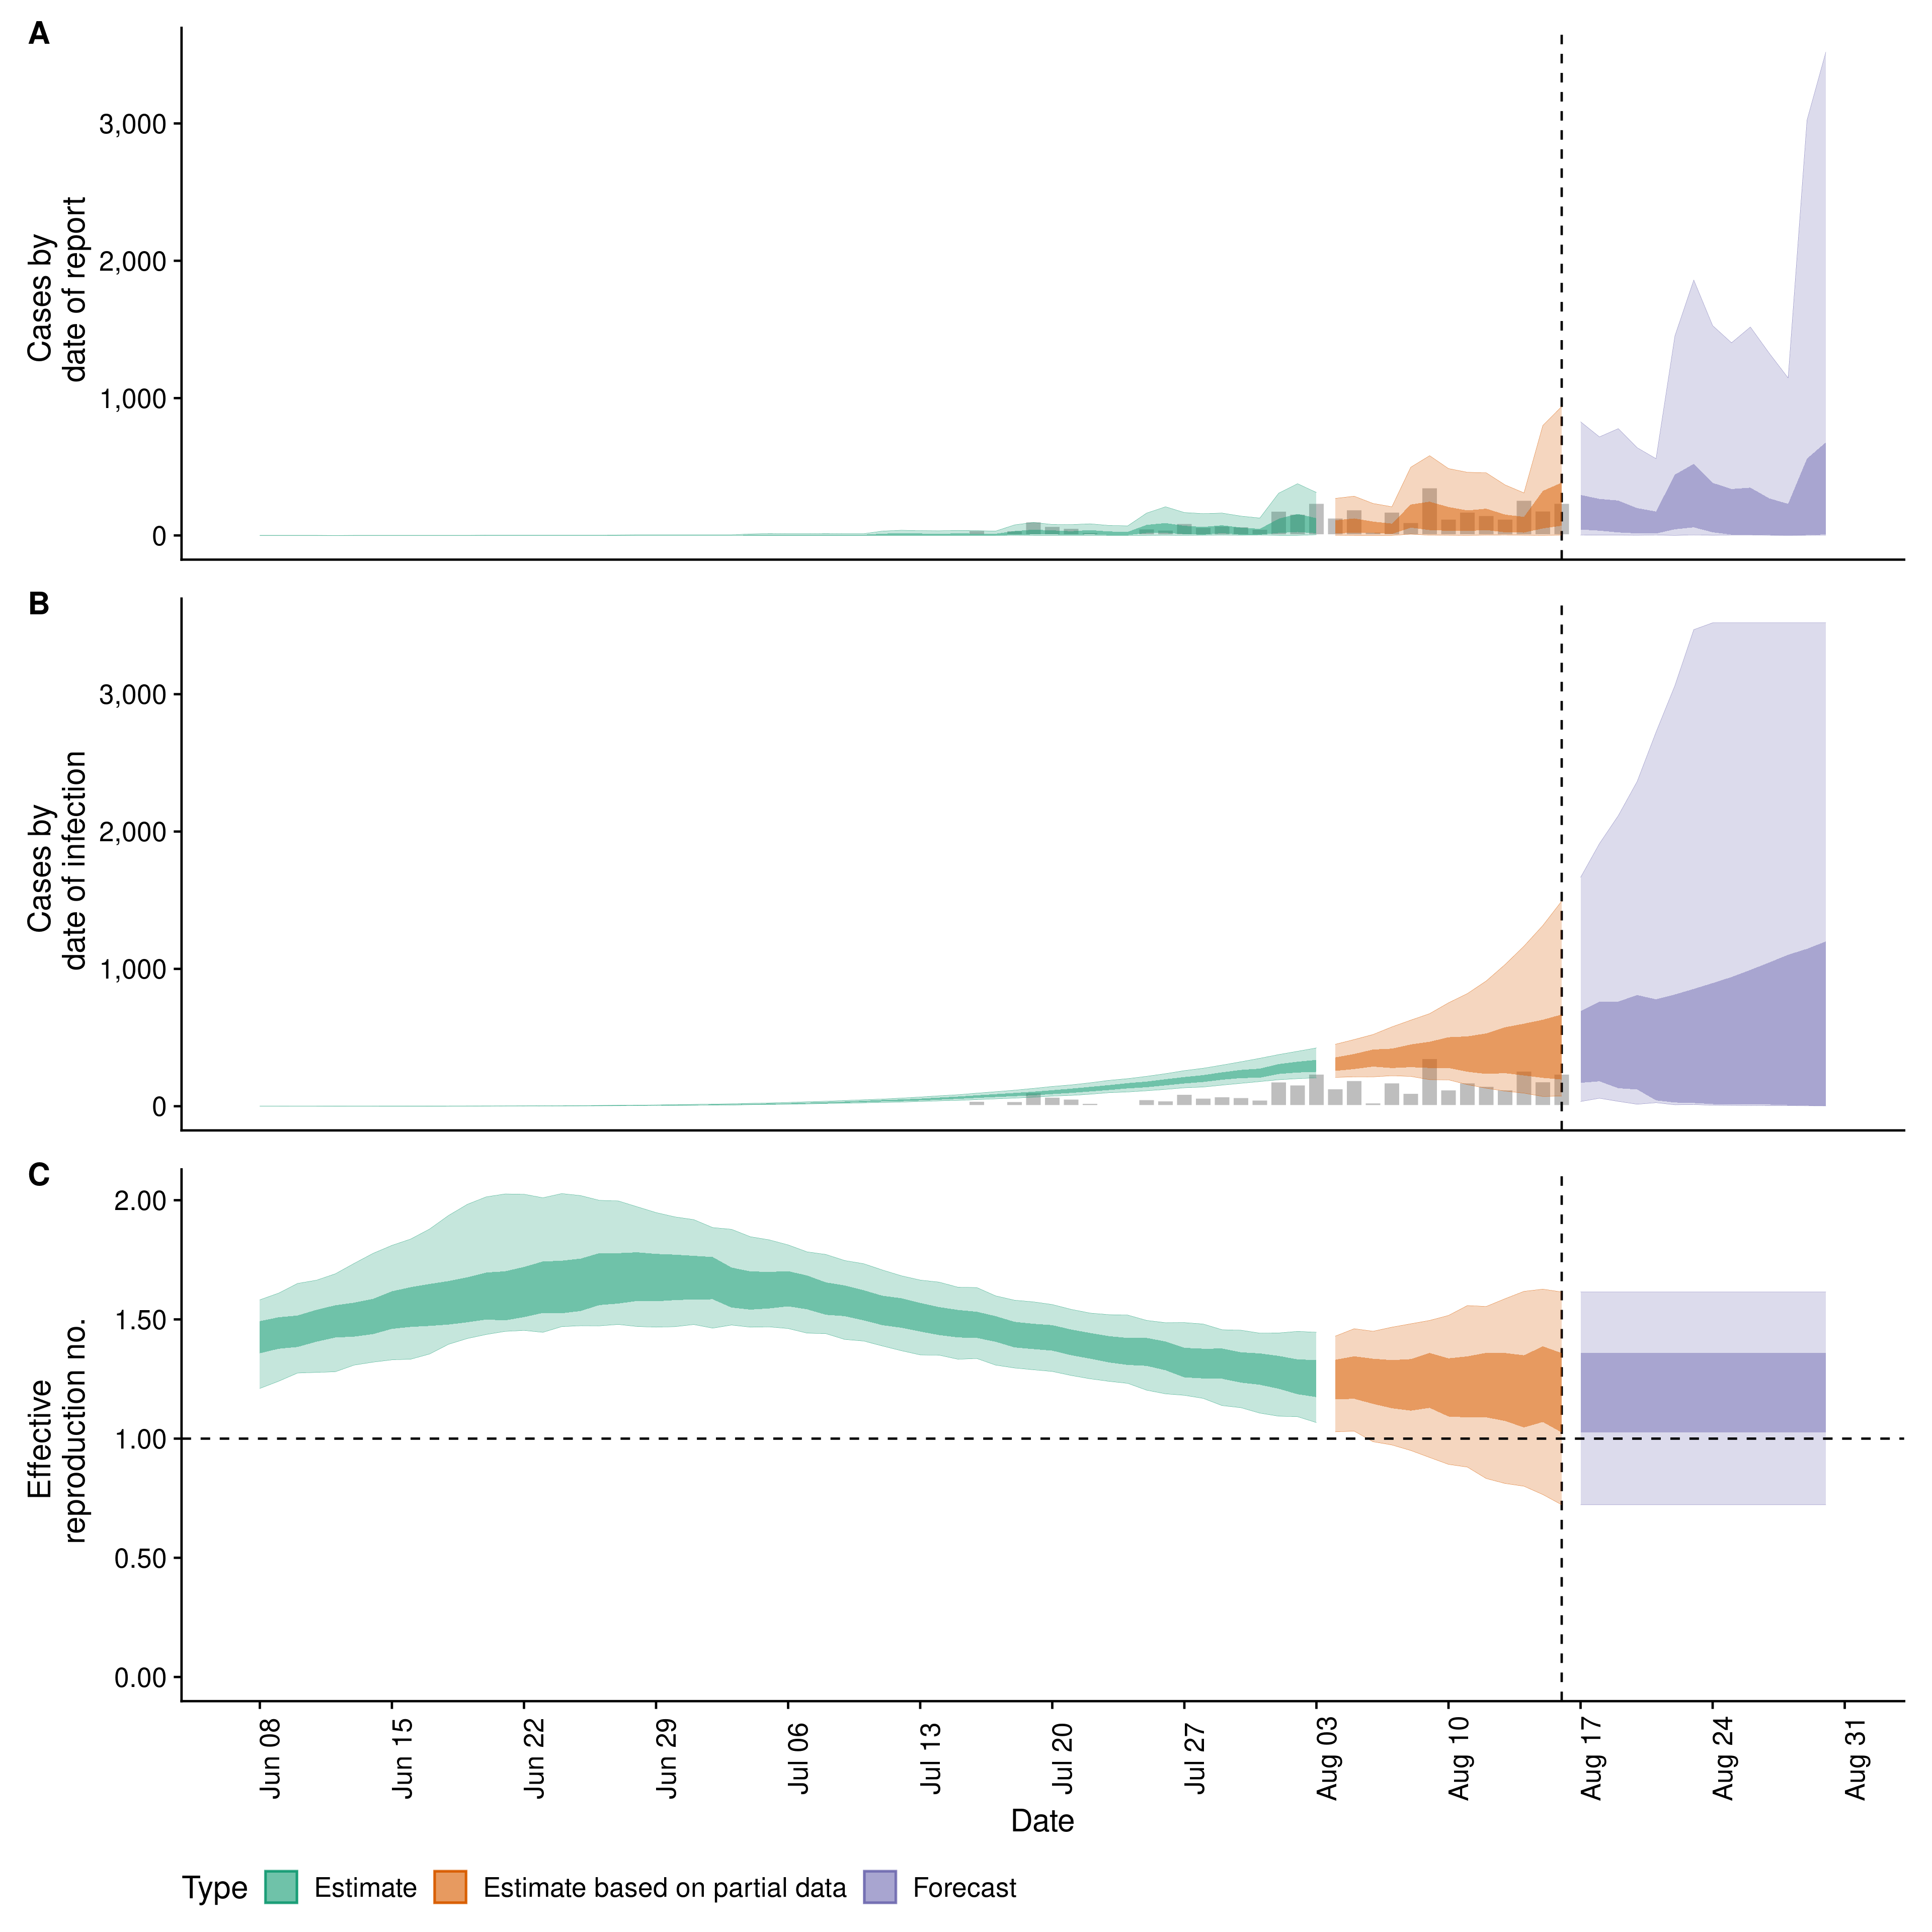 A
Cases by
date of report
3,000
2,000
1,000
0
B
Cases by
date of infection
3,000
2,000
1,000
0
C
Effective
reproduction no.
2.00
1.50
1.00
0.50
0.00
Jun 08
Jun 15
Jun 22
Jun 29
Jul 06
Jul 13
Jul 20
Jul 27
Aug 03
Aug 10
Aug 17
Aug 24
Aug 31
Date
Type Estimate Estimate based on partial data Forecast